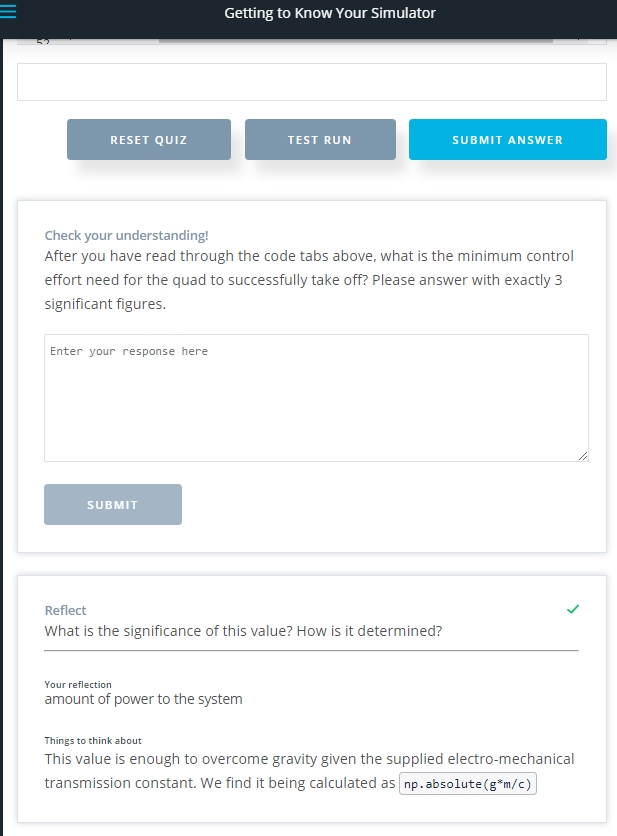 Getting to Know Your Simulator
RESET QUIZ
TEST RUN
SUBMIT ANSWER
Check your understanding!
After you have read through the code tabs above, what is the minimum control
effort need for the quad to successfully take off? Please answer with exactly 3
significant figures.
Enter your response here
SUBMIT
Reflect
What is the significance of this value? How is it determined?
Your reflection
amount of power to the system
Things to think about
This value is enough to overcome gravity given the supplied electro-mechanical
transmission constant. We find it being calculated as np.absolute(g*m/c)